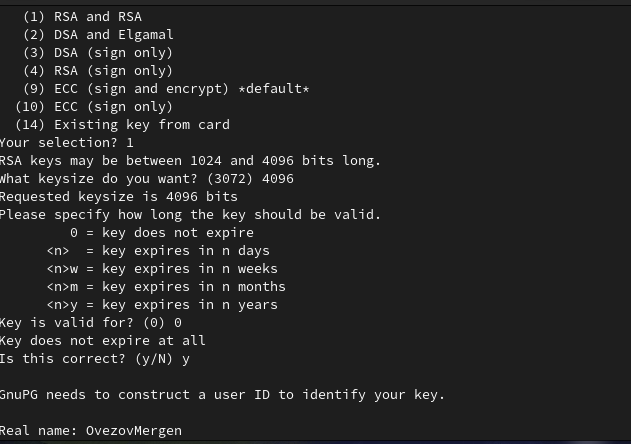 (1) RSA and RSA
(2) DSA and Elgamal
(3) DSA (sign only)
(4) RSA (sign only)
(9) ECC (sign and encrypt) *default*
(10) ECC (sign only)
(14) Existing key from card
Your selection? 1
RSA keys may be between 1024 and 4096 bits long.
What keysize do you want? (3072) 4096
Requested keysize is 4096 bits
Please specify how long the key should be valid.
0 = key does not expire
<n>  = key expires in n days
<n>w = key expires in n weeks
<n>m = key expires in n months
<n>y = key expires in n years
Key is valid for? (0) 0
Key does not expire at all
Is this correct? (y/N) y
GnuPG needs to construct a user ID to identify your key.
Real name: OvezovMergen